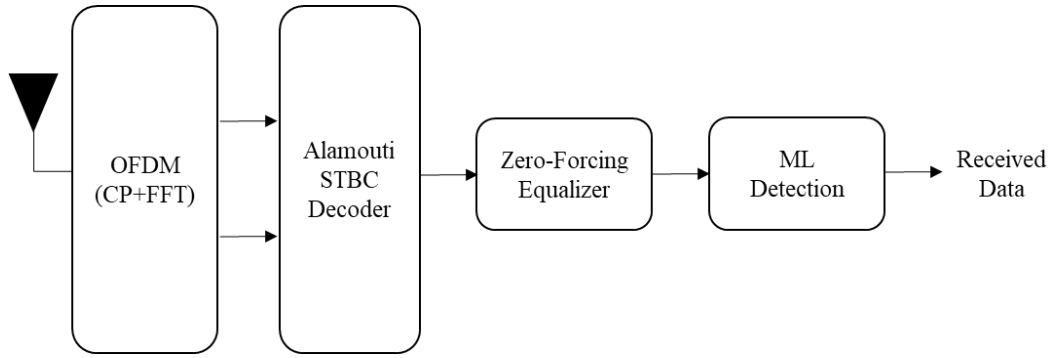 OFDM
(CP+FFT)
Alamouti
STBC
Decoder
Zero-Forcing
Equalizer
ML
Detection
Received
Data